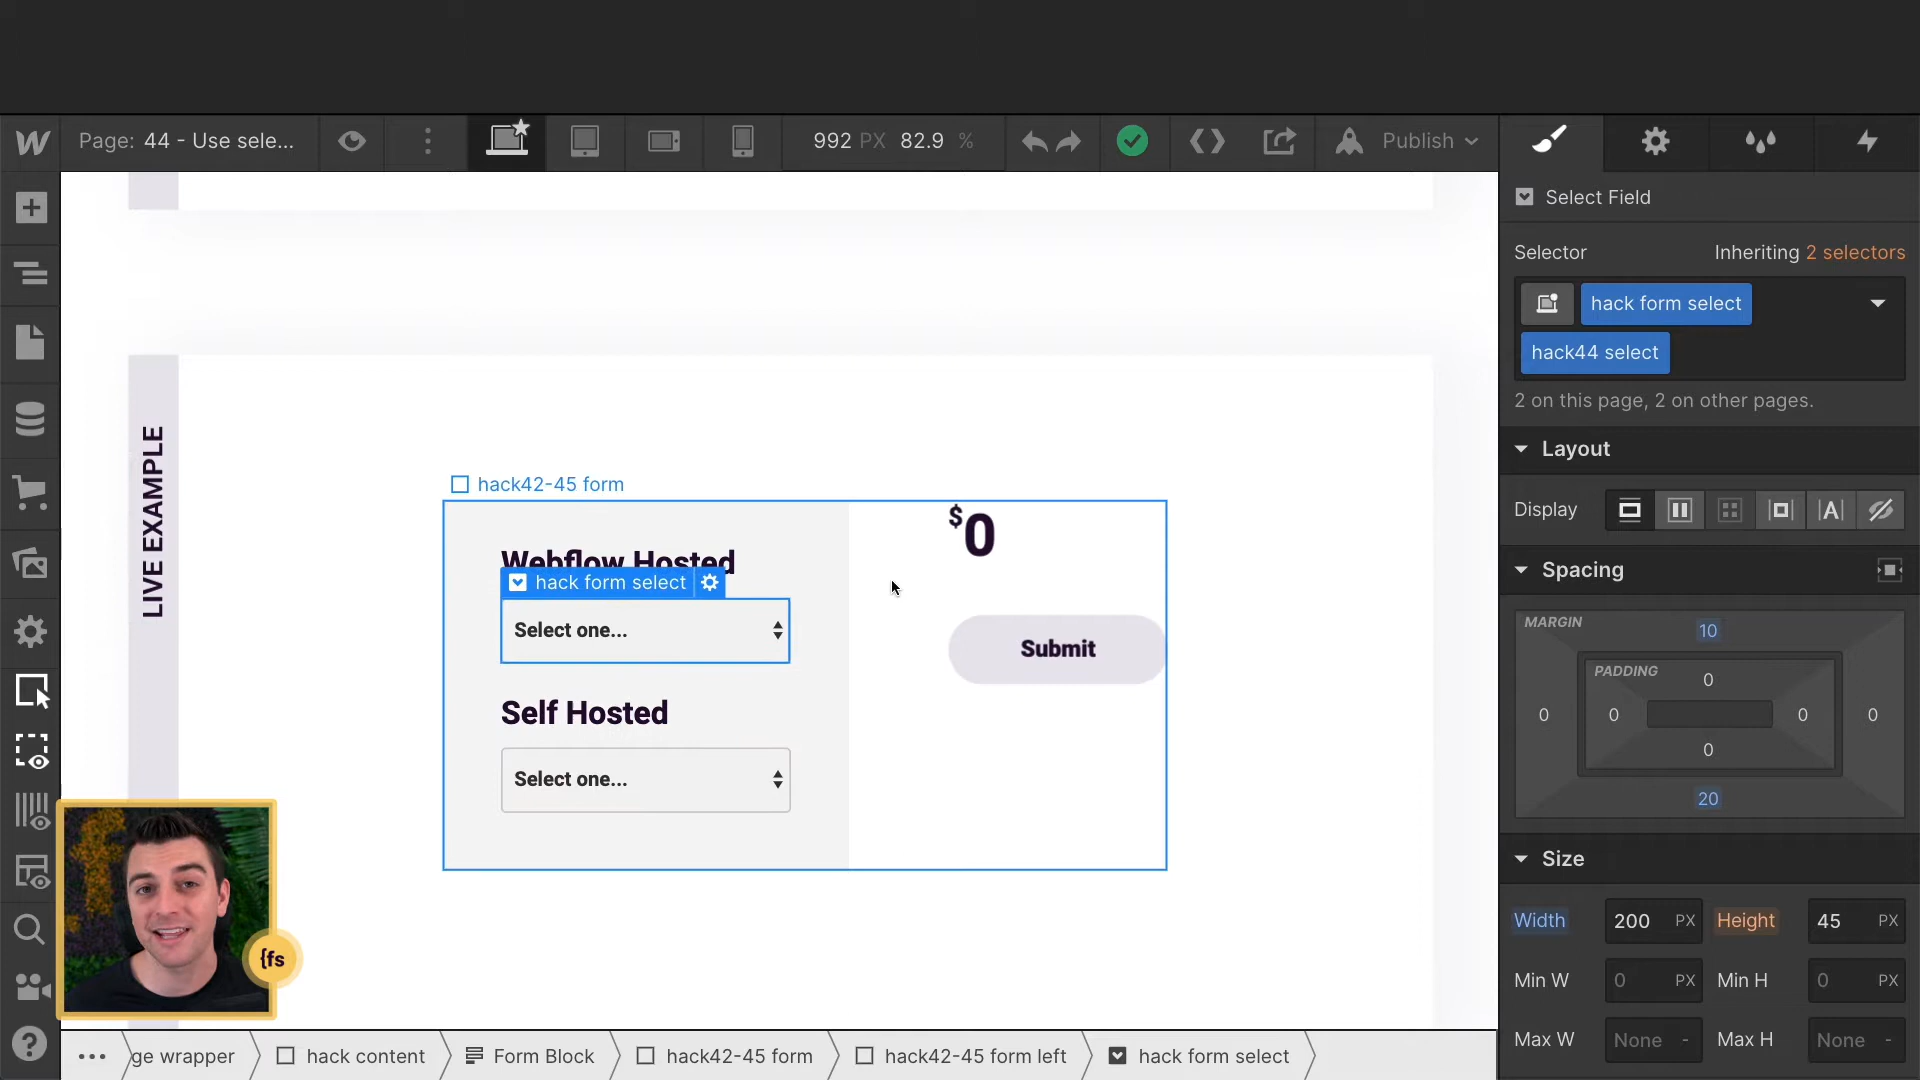 Page: 44 - Use sele...
992 PX 82.9 %
Publish
Select Field
Selector
Inheriting 2 selectors
hack form select
hack44 select
2 on this page, 2 on other pages.
Layout
Display
Spacing
MARGIN
10
PADDING
0
0
0
0
0
0
20
Size
Width
200 PX
Height
45 PX
Min W
0 PX
Min H
0 PX
Max W
None -
Max H
None -
LIVE EXAMPLE
hack42-45 form
Webflow Hosted
hack form select
Select one...
Self Hosted
Select one...
$0
Submit
{fs
ge wrapper
hack content
Form Block
hack42-45 form
hack42-45 form left
hack form select